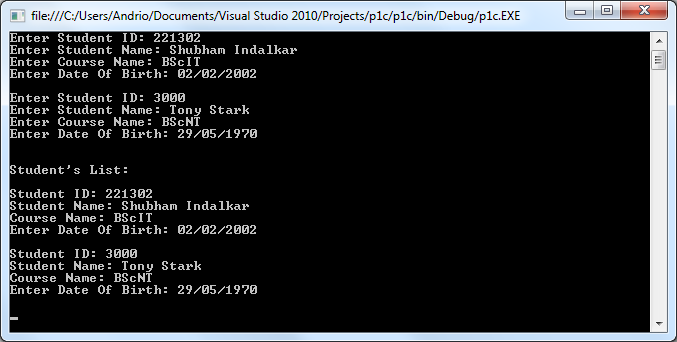 file:///C:/Users/Andrio/Documents/Visual Studio 2010/Projects/p1c/p1c/bin/Debug/p1c.EXE
Enter Student ID: 221302
Enter Student Name: Shubham Indalkar
Enter Course Name: BScIT
Enter Date Of Birth: 02/02/2002
Enter Student ID: 3000
Enter Student Name: Tony Stark
Enter Course Name: BScNT
Enter Date Of Birth: 29/05/1970
Student's List:
Student ID: 221302
Student Name: Shubham Indalkar
Course Name: BScIT
Enter Date Of Birth: 02/02/2002
Student ID: 3000
Student Name: Tony Stark
Course Name: BScNT
Enter Date Of Birth: 29/05/1970